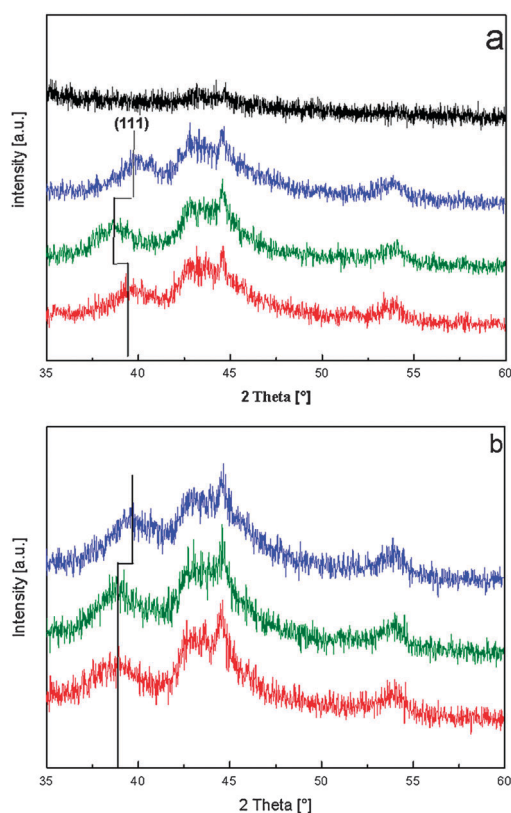 a
(111)
intensity [a.u.]
35 40 45 50 55 60
2 Theta [°]
b
Intensity [a.u.]
35 40 45 50 55 60
2 Theta [°]